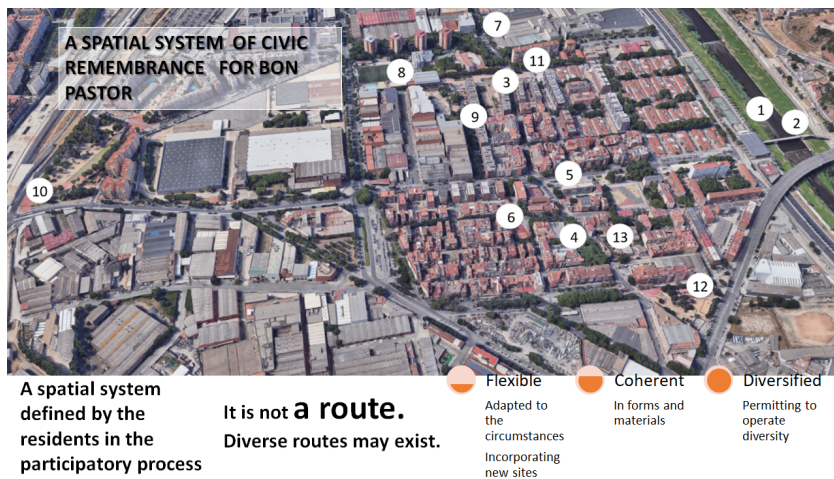 A SPATIAL SYSTEM OF CIVIC
REMEMBRANCE FOR BON
PASTOR
7
8
11
3
9
1
2
5
10
6
4
13
12
A spatial system
defined by the
residents in the
participatory process
It is not a route.
Diverse routes may exist.
Flexible
Adapted to
the
circumstances
Incorporating
new sites
Coherent
In forms and
materials
Diversified
Permitting to
operate
diversity